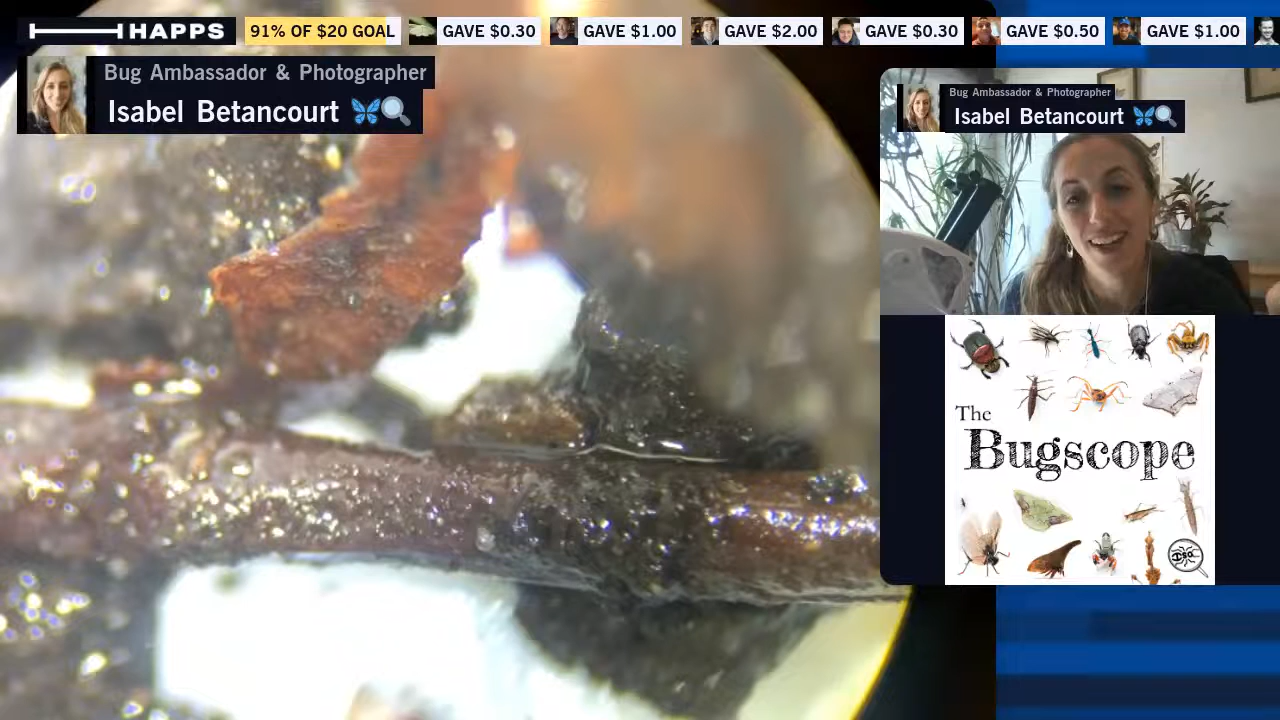 HAPPS
91% OF $20 GOAL
GAVE $0.30
GAVE $1.00
GAVE $2.00
GAVE $0.30
GAVE $0.50
GAVE $1.00
Bug Ambassador & Photographer
Isabel Betancourt
Bug Ambassador & Photographer
Isabel Betancourt
The
Bugscope